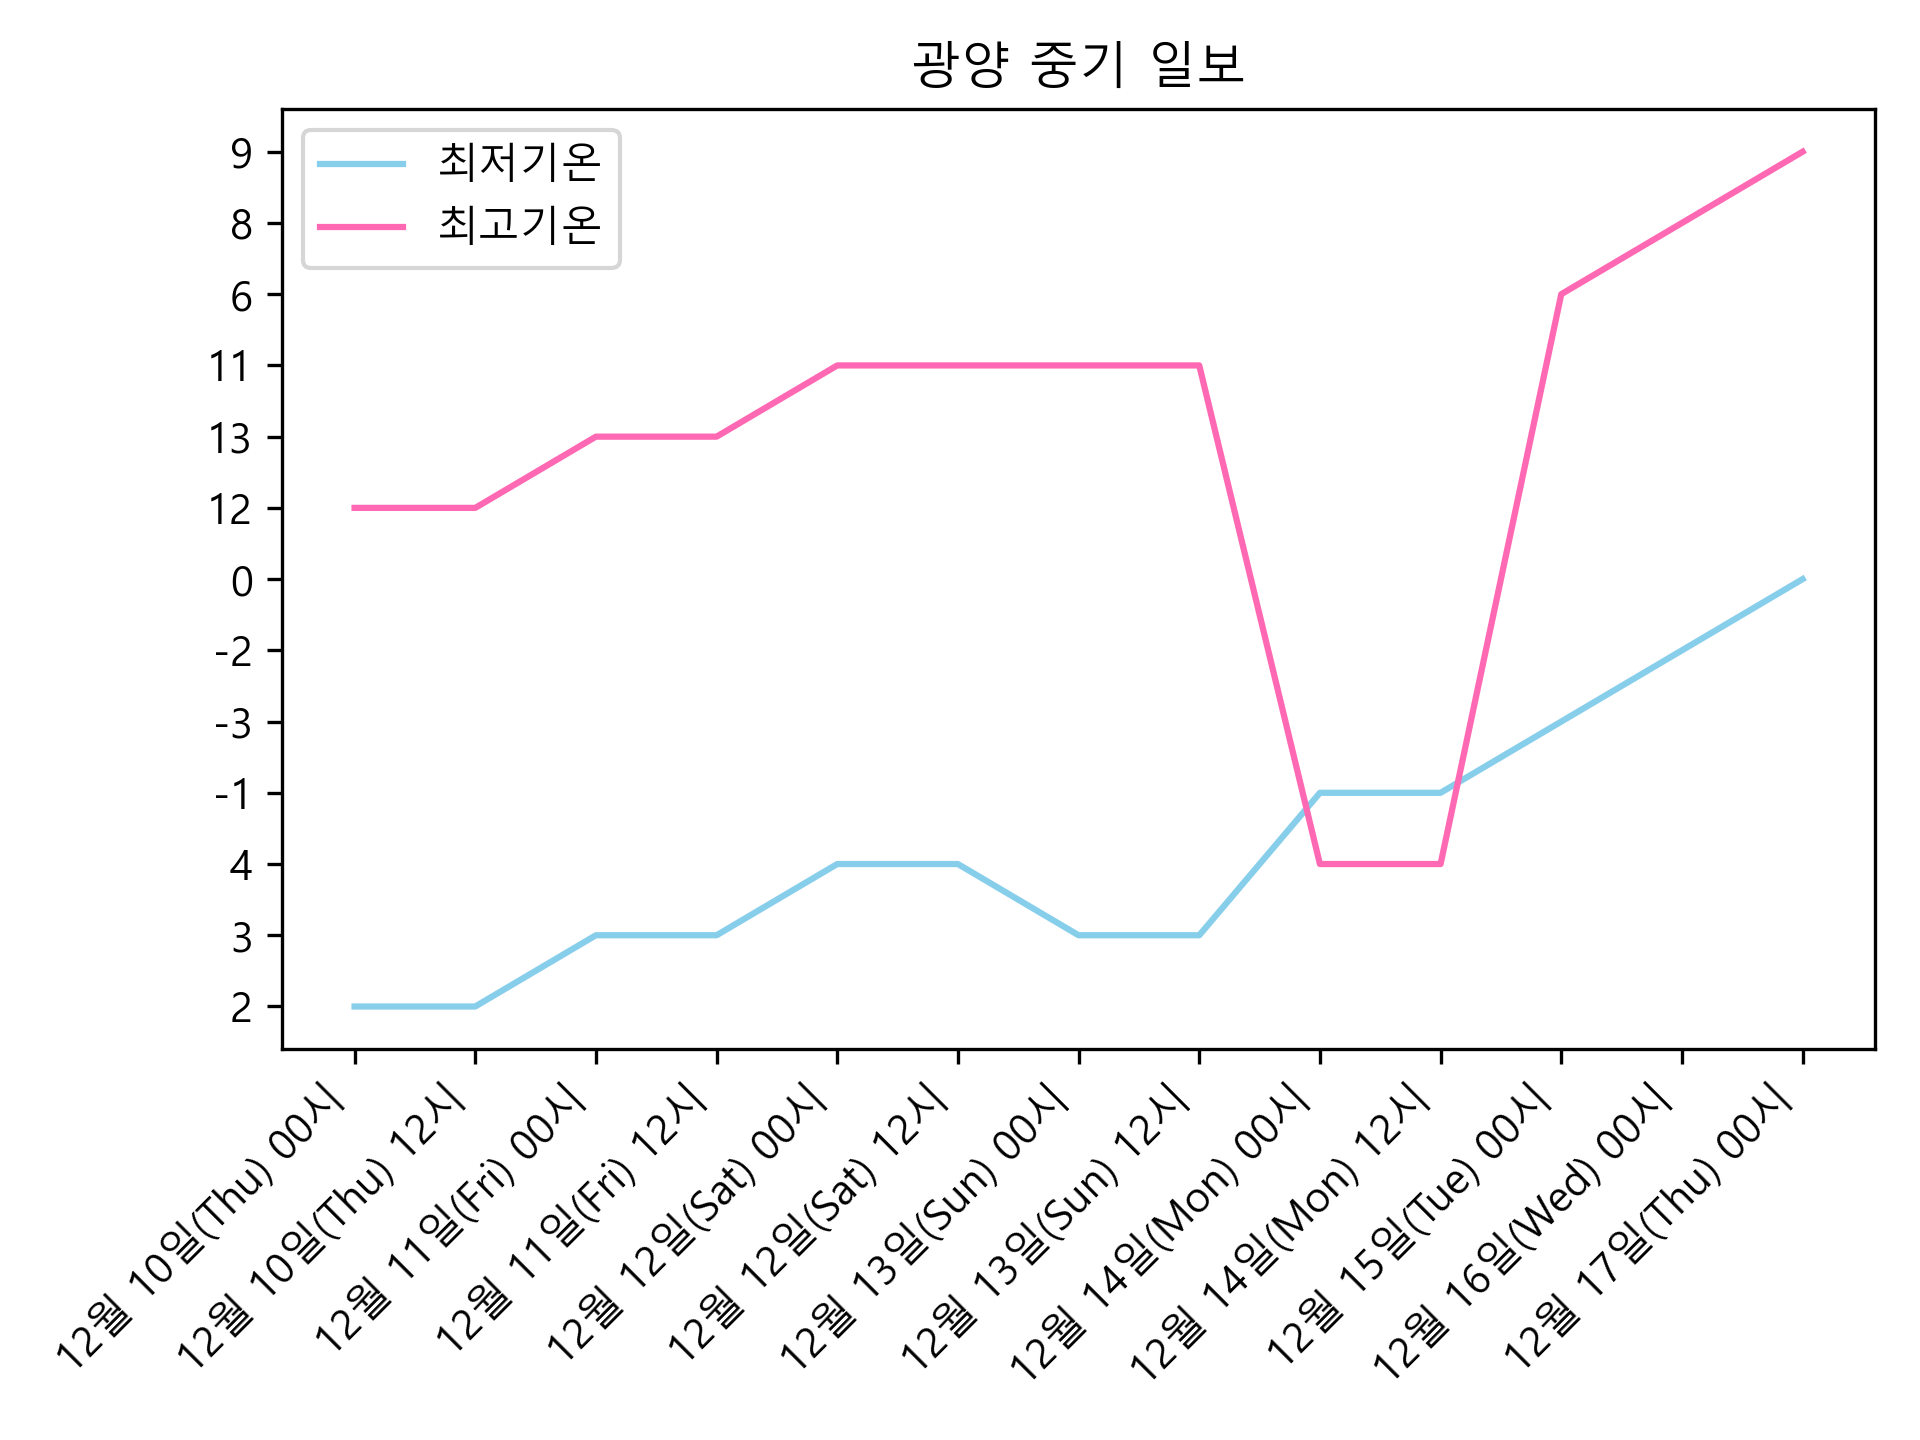 광양 중기 일보
최저기온
최고기온
9
8
6
11
13
12
0
-2
-3
-1
4
3
2
12월 10일(Thu) 00시
12월 10일(Thu) 12시
12월 11일(Fri) 00시
12월 11일(Fri) 12시
12월 12일(Sat) 00시
12월 12일(Sat) 12시
12월 13일(Sun) 00시
12월 13일(Sun) 12시
12월 14일(Mon) 00시
12월 14일(Mon) 12시
12월 15일(Tue) 00시
12월 16일(Wed) 00시
12월 17일(Thu) 00시